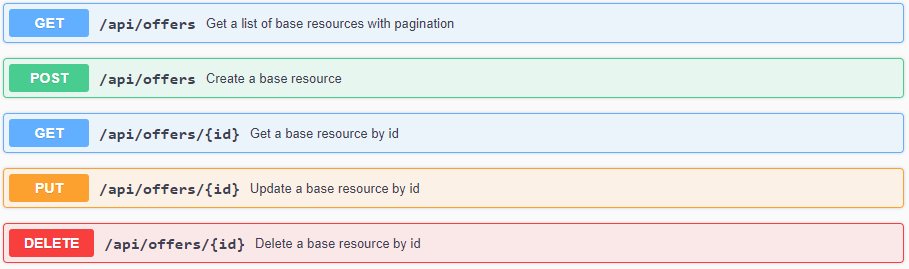 GET /api/offers Get a list of base resources with pagination
POST /api/offers Create a base resource
GET /api/offers/{id} Get a base resource by id
PUT /api/offers/{id} Update a base resource by id
DELETE /api/offers/{id} Delete a base resource by id